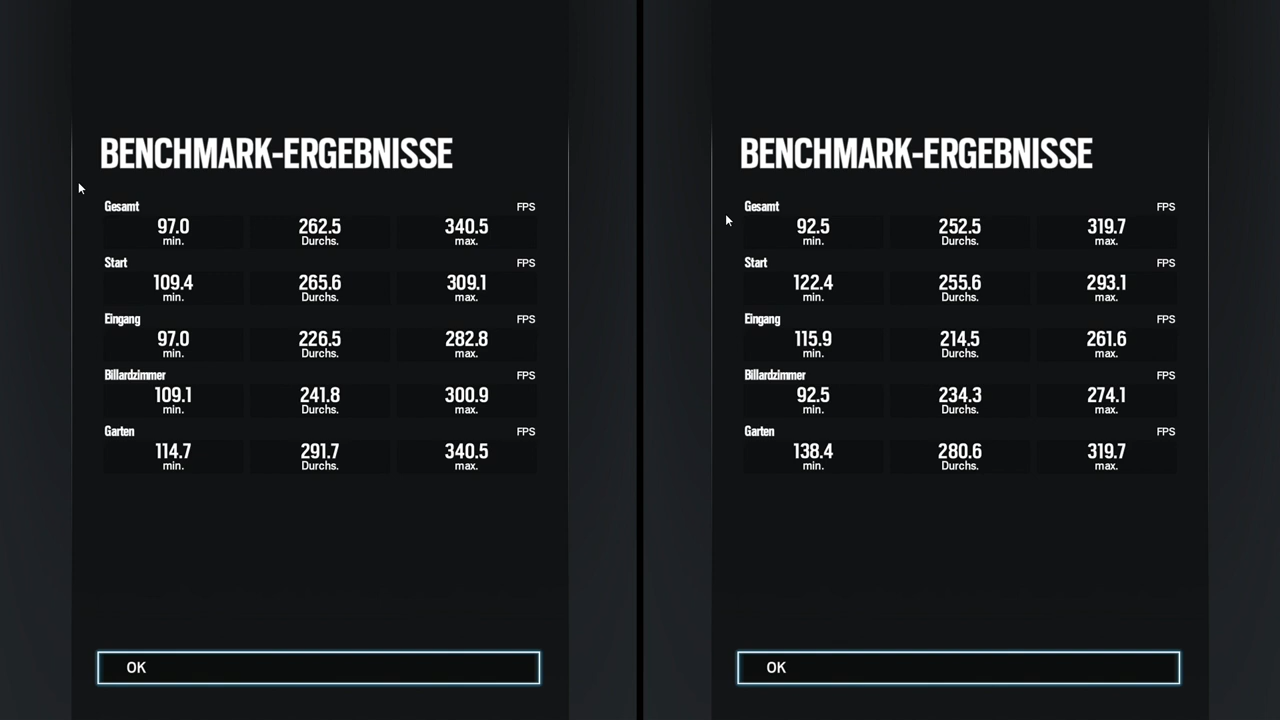 BENCHMARK-ERGEBNISSE
Gesamt FPS
97.0 262.5 340.5
min. Durchs. max.
Start FPS
109.4 265.6 309.1
min. Durchs. max.
Eingang FPS
97.0 226.5 282.8
min. Durchs. max.
Billardzimmer FPS
109.1 241.8 300.9
min. Durchs. max.
Garten FPS
114.7 291.7 340.5
min. Durchs. max.
OK
BENCHMARK-ERGEBNISSE
Gesamt FPS
92.5 252.5 319.7
min. Durchs. max.
Start FPS
122.4 255.6 293.1
min. Durchs. max.
Eingang FPS
115.9 214.5 261.6
min. Durchs. max.
Billardzimmer FPS
92.5 234.3 274.1
min. Durchs. max.
Garten FPS
138.4 280.6 319.7
min. Durchs. max.
OK